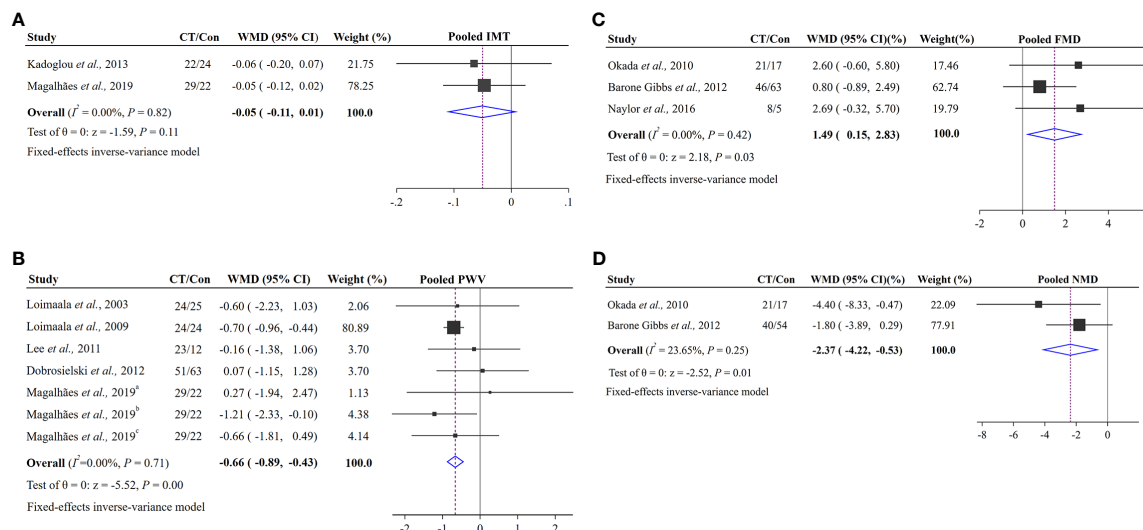 A
Study CT/Con WMD (95% CI) Weight (%) Pooled IMT
Kadoglou et al., 2013 22/24 -0.06 ( -0.20, 0.07) 21.75
Magalhães et al., 2019 29/22 -0.05 ( -0.12, 0.02) 78.25
Overall (I² = 0.00%, P = 0.82) -0.05 ( -0.11, 0.01) 100.0
Test of θ = 0: z = -1.59, P = 0.11
Fixed-effects inverse-variance model
-.2 -.1 0 .1
B
Study CT/Con WMD (95% CI) Weight (%) Pooled PWV
Loimaala et al., 2003 24/25 -0.60 ( -2.23, 1.03) 2.06
Loimaala et al., 2009 24/24 -0.70 ( -0.96, -0.44) 80.89
Lee et al., 2011 23/12 -0.16 ( -1.38, 1.06) 3.70
Dobrosielski et al., 2012 51/63 0.07 ( -1.15, 1.28) 3.70
Magalhães et al., 2019ᵃ 29/22 0.27 ( -1.94, 2.47) 1.13
Magalhães et al., 2019ᵇ 29/22 -1.21 ( -2.33, -0.10) 4.38
Magalhães et al., 2019ᶜ 29/22 -0.66 ( -1.81, 0.49) 4.14
Overall (I²=0.00%, P = 0.71) -0.66 ( -0.89, -0.43) 100.0
Test of θ = 0: z = -5.52, P = 0.00
Fixed-effects inverse-variance model
-2 -1 0 1 2
C
Study CT/Con WMD (95% CI)(%) Weight(%) Pooled FMD
Okada et al., 2010 21/17 2.60 ( -0.60, 5.80) 17.46
Barone Gibbs et al., 2012 46/63 0.80 ( -0.89, 2.49) 62.74
Naylor et al., 2016 8/5 2.69 ( -0.32, 5.70) 19.79
Overall (I² = 0.00%, P = 0.42) 1.49 ( 0.15, 2.83) 100.0
Test of θ = 0: z = 2.18, P = 0.03
Fixed-effects inverse-variance model
0 2 4
D
Study CT/Con WMD (95% CI)(%) Weight (%) Pooled NMD
Okada et al., 2010 21/17 -4.40 ( -8.33, -0.47) 22.09
Barone Gibbs et al., 2012 40/54 -1.80 ( -3.89, 0.29) 77.91
Overall (I² = 23.65%, P = 0.25) -2.37 ( -4.22, -0.53) 100.0
Test of θ = 0: z = -2.52, P = 0.01
Fixed-effects inverse-variance model
-8 -6 -4 -2 0